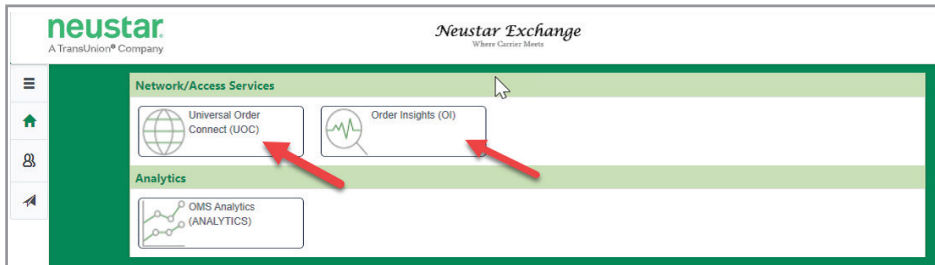 neustar.
A TransUnion® Company
Neustar Exchange
Where Carrier Meets
Network/Access Services
Universal Order
Connect (UOC)
Order Insights (OI)
Analytics
OMS Analytics
(ANALYTICS)